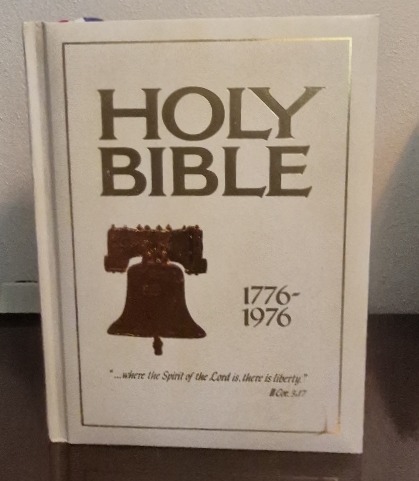 HOLY
BIBLE
1776-
1976
"...where the Spirit of the Lord is, there is liberty."
II Cor. 3:17